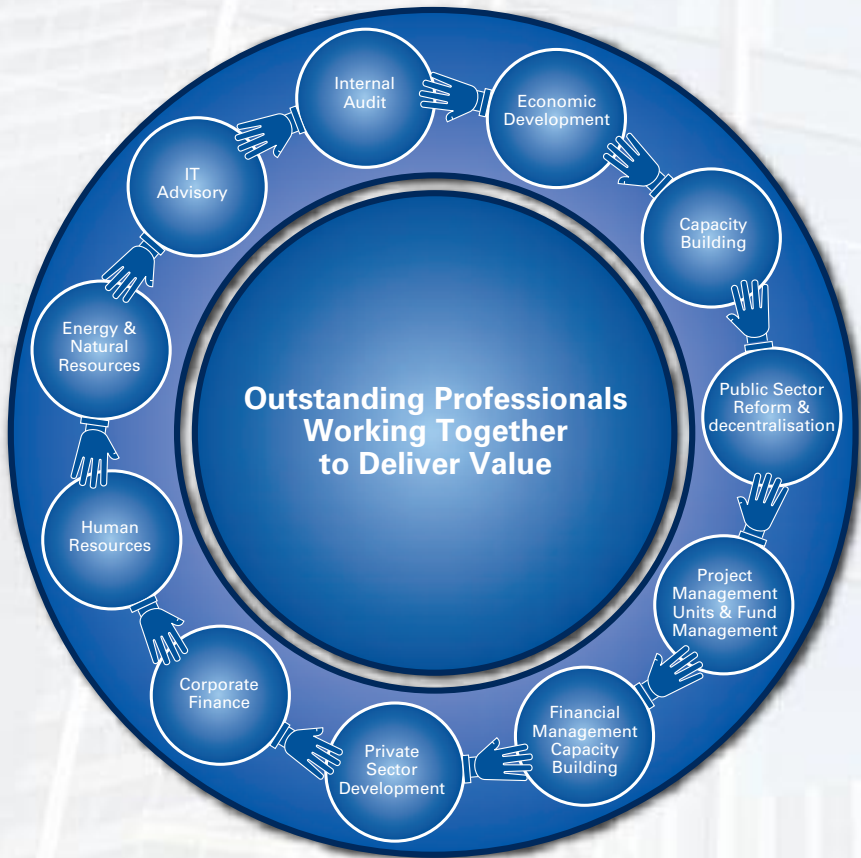 Internal
Audit
Economic
Development
Capacity
Building
Public Sector
Reform &
decentralisation
Project
Management
Units & Fund
Management
Financial
Management
Capacity
Building
Private
Sector
Development
Corporate
Finance
Human
Resources
Energy &
Natural
Resources
IT
Advisory
Outstanding Professionals
Working Together
to Deliver Value